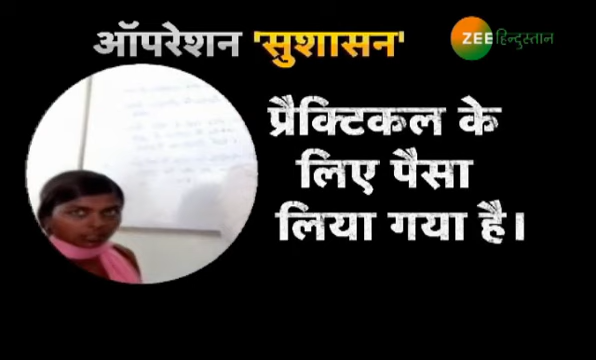 ऑपरेशन 'सुशासन'
ZEE हिन्दुस्तान
प्रैक्टिकल के
लिए पैसा
लिया गया है।